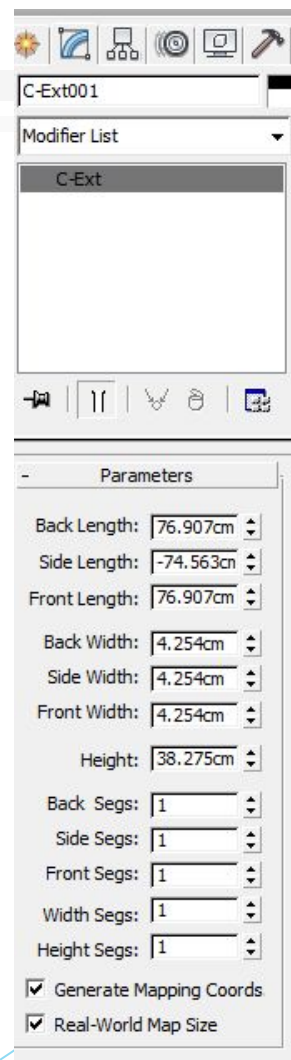 C-Ext001
Modifier List
C-Ext
- Parameters
Back Length: 76.907cm
Side Length: -74.563cn
Front Length: 76.907cm
Back Width: 4.254cm
Side Width: 4.254cm
Front Width: 4.254cm
Height: 38.275cm
Back Segs: 1
Side Segs: 1
Front Segs: 1
Width Segs: 1
Height Segs: 1
Generate Mapping Coords
Real-World Map Size